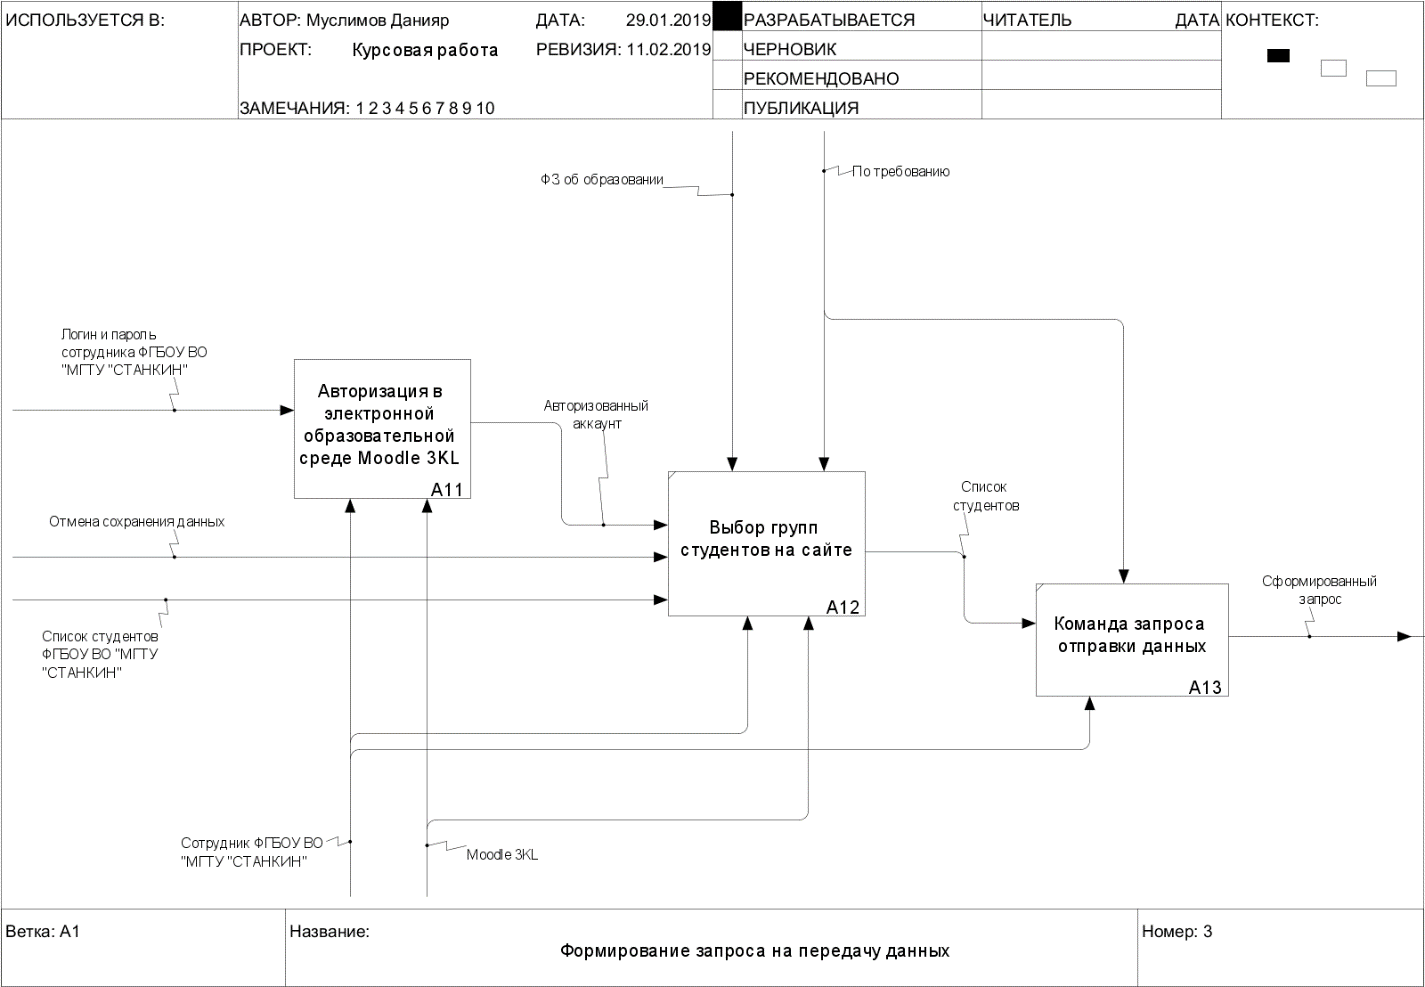 ИСПОЛЬЗУЕТСЯ В:
АВТОР: Муслимов Данияр
ДАТА: 29.01.2019
РАЗРАБАТЫВАЕТСЯ
ЧИТАТЕЛЬ
ДАТА
КОНТЕКСТ:
ПРОЕКТ: Курсовая работа
РЕВИЗИЯ: 11.02.2019
ЧЕРНОВИК
РЕКОМЕНДОВАНО
ЗАМЕЧАНИЯ: 1 2 3 4 5 6 7 8 9 10
ПУБЛИКАЦИЯ
ФЗ об образовании
По требованию
Логин и пароль
сотрудника ФГБОУ ВО
"МГТУ "СТАНКИН"
Авторизация в
электронной
образовательной
среде Moodle 3KL
A11
Авторизованный
аккаунт
Отмена сохранения данных
Список студентов
ФГБОУ ВО "МГТУ
"СТАНКИН"
Выбор групп
студентов на сайте
A12
Список
студентов
Команда запроса
отправки данных
A13
Сформированный
запрос
Сотрудник ФГБОУ ВО
"МГТУ "СТАНКИН"
Moodle 3KL
Ветка: A1
Название:
Формирование запроса на передачу данных
Номер: 3